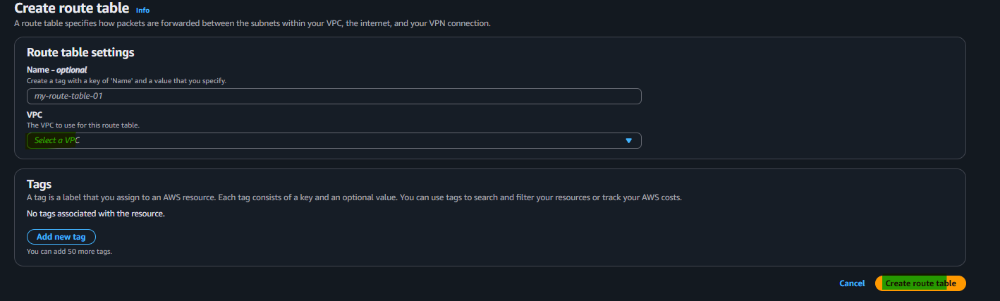 Create route table Info
A route table specifies how packets are forwarded between the subnets within your VPC, the internet, and your VPN connection.
Route table settings
Name - optional
Create a tag with a key of 'Name' and a value that you specify.
my-route-table-01
VPC
The VPC to use for this route table.
Select a VPC
Tags
A tag is a label that you assign to an AWS resource. Each tag consists of a key and an optional value. You can use tags to search and filter your resources or track your AWS costs.
No tags associated with the resource.
Add new tag
You can add 50 more tags.
Cancel Create route table